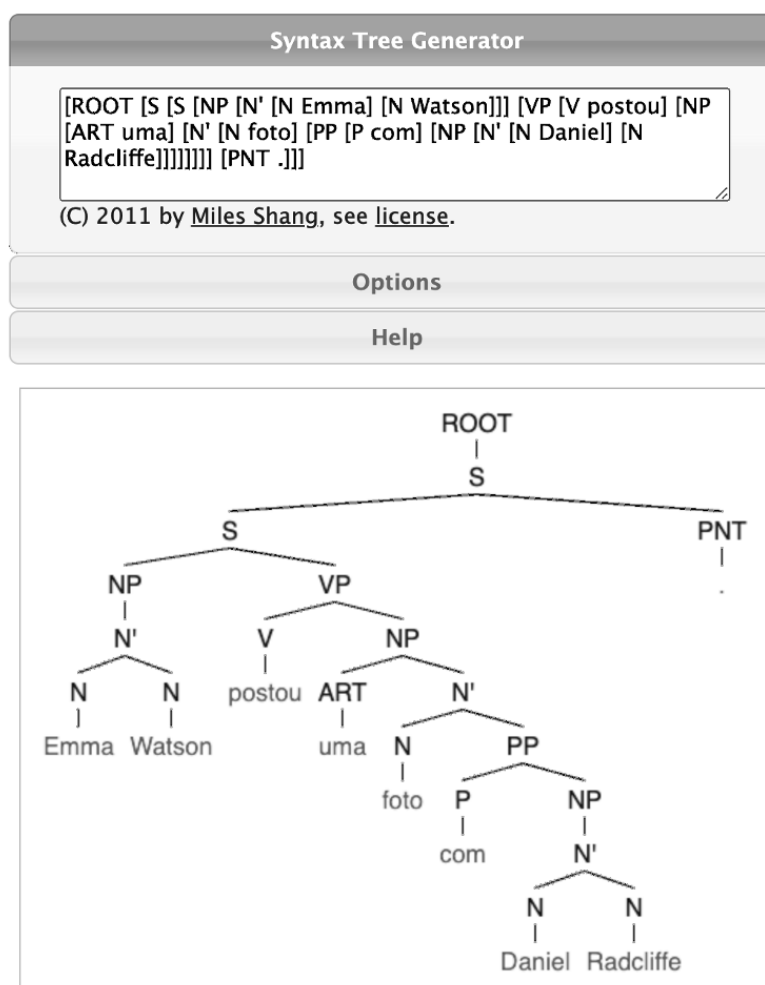 Syntax Tree Generator
[ROOT [S [S [NP [N' [N Emma] [N Watson]]] [VP [V postou] [NP
[ART uma] [N' [N foto] [PP [P com] [NP [N' [N Daniel] [N
Radcliffe]]]]]]]] [PNT .]]]
(C) 2011 by Miles Shang, see license.
Options
Help
ROOT
S
S PNT
NP VP .
N' V NP
N N postou ART N'
Emma Watson uma N PP
foto P NP
com N'
N N
Daniel Radcliffe